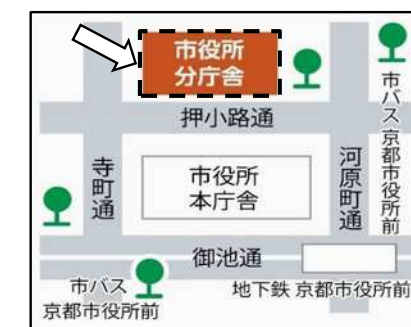 市役所
分庁舎
押小路通
市バス 京都市役所前
寺町通
市役所
本庁舎
河原町通
御池通
市バス
京都市役所前
地下鉄 京都市役所前